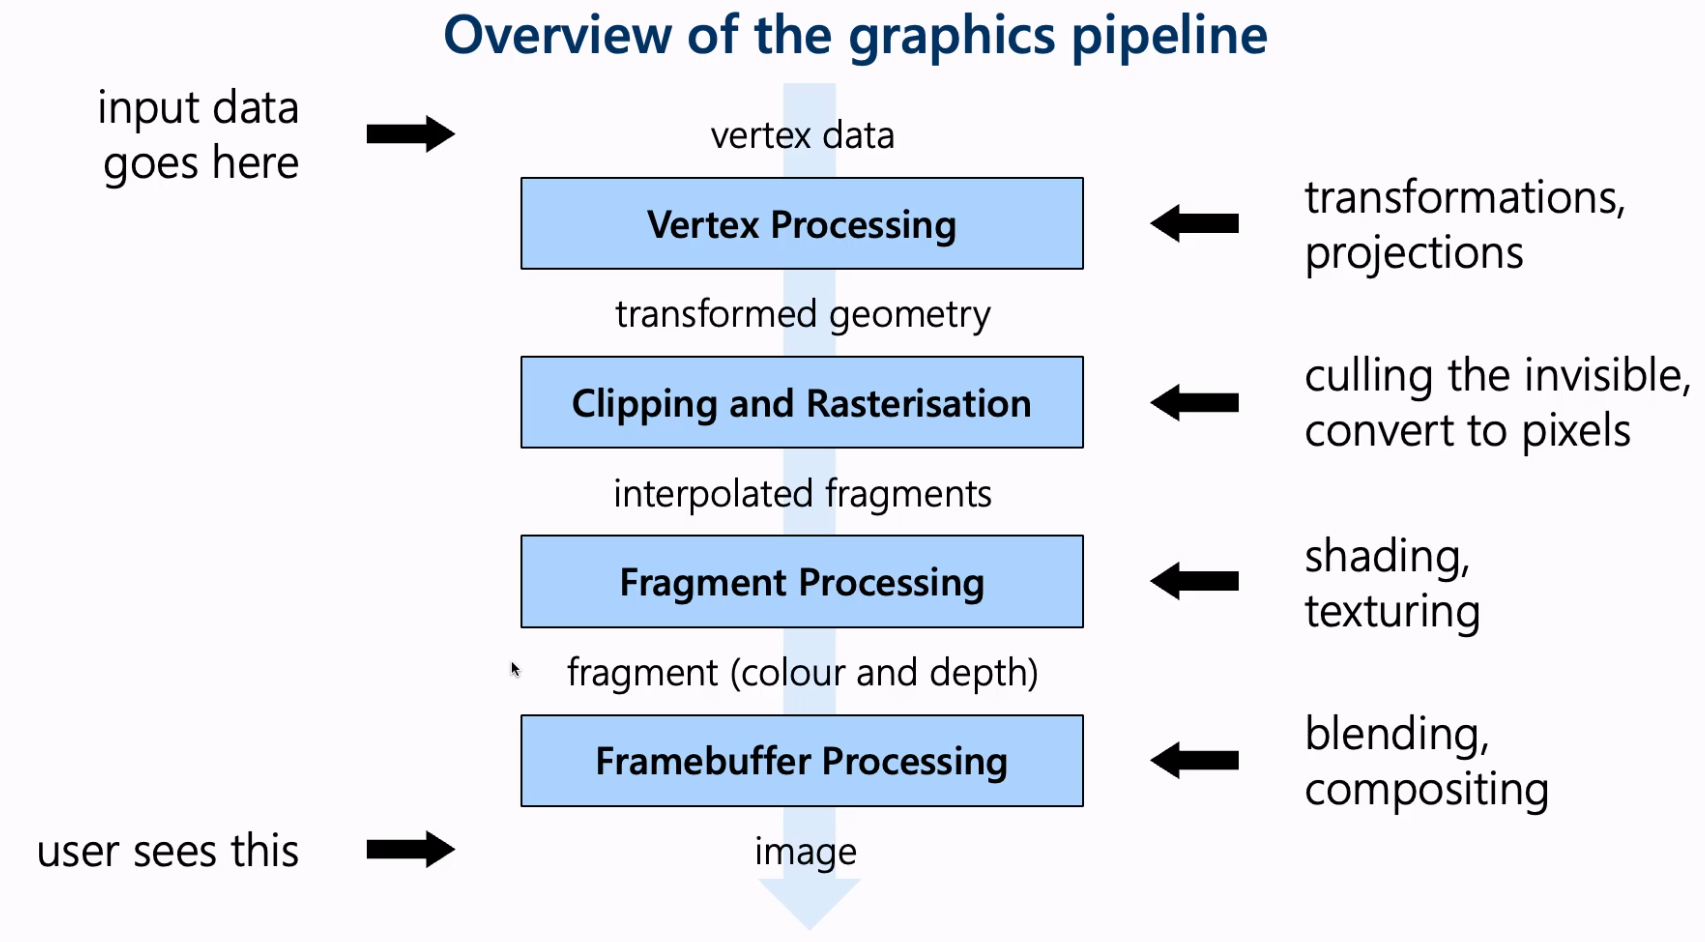 Overview of the graphics pipeline
input data
goes here
vertex data
Vertex Processing
transformations,
projections
transformed geometry
Clipping and Rasterisation
culling the invisible,
convert to pixels
interpolated fragments
Fragment Processing
shading,
texturing
fragment (colour and depth)
Framebuffer Processing
blending,
compositing
user sees this
image